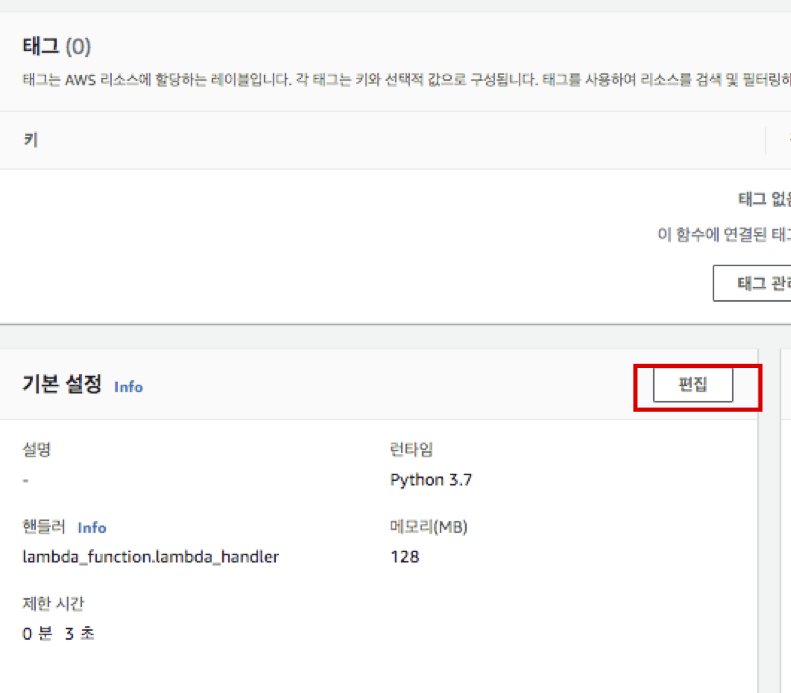 태그 (0)
태그는 AWS 리소스에 할당하는 레이블입니다. 각 태그는 키와 선택적 값으로 구성됩니다. 태그를 사용하여 리소스를 검색 및 필터링하
키
태그 없음
이 함수에 연결된 태그
태그 관리
기본 설정 Info
편집
설명
-
런타임
Python 3.7
핸들러 Info
lambda_function.lambda_handler
메모리(MB)
128
제한 시간
0 분 3 초